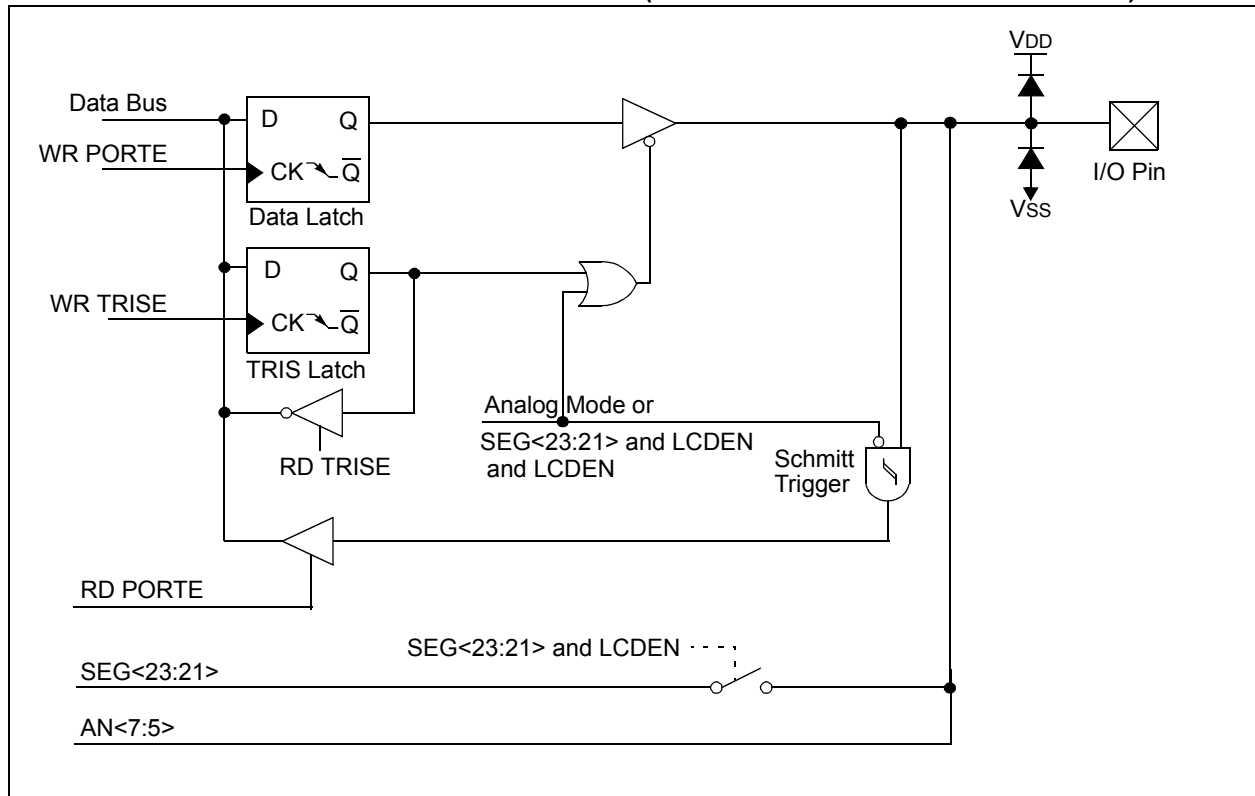 VDD
Data Bus
D Q
WR PORTE
CK Q
I/O Pin
Data Latch
VSS
D Q
WR TRISE
CK Q
TRIS Latch
Analog Mode or
SEG<23:21> and LCDEN
and LCDEN
RD TRISE
Schmitt
Trigger
RD PORTE
SEG<23:21> and LCDEN
SEG<23:21>
AN<7:5>